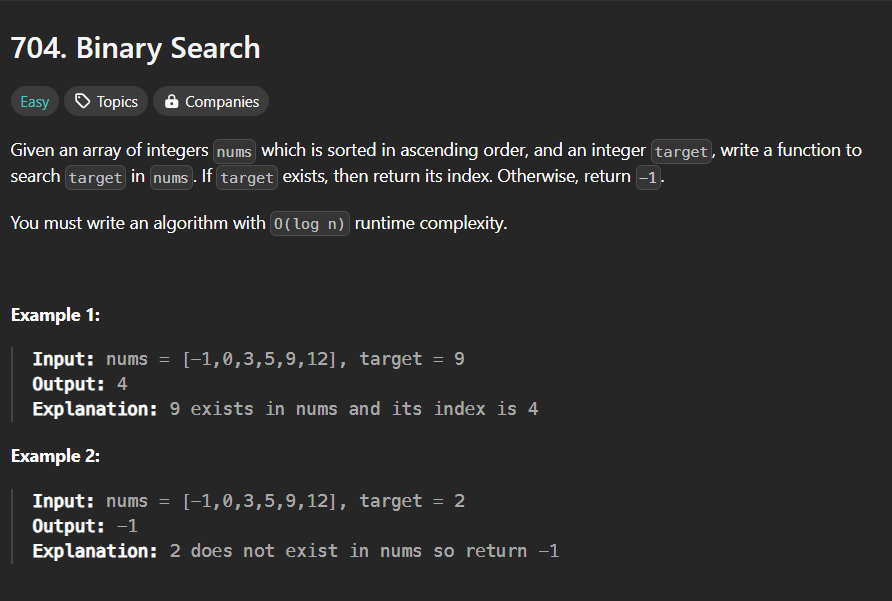 704. Binary Search
Easy Topics Companies
Given an array of integers nums which is sorted in ascending order, and an integer target, write a function to
search target in nums. If target exists, then return its index. Otherwise, return -1.
You must write an algorithm with O(log n) runtime complexity.
Example 1:
Input: nums = [-1,0,3,5,9,12], target = 9
Output: 4
Explanation: 9 exists in nums and its index is 4
Example 2:
Input: nums = [-1,0,3,5,9,12], target = 2
Output: -1
Explanation: 2 does not exist in nums so return -1